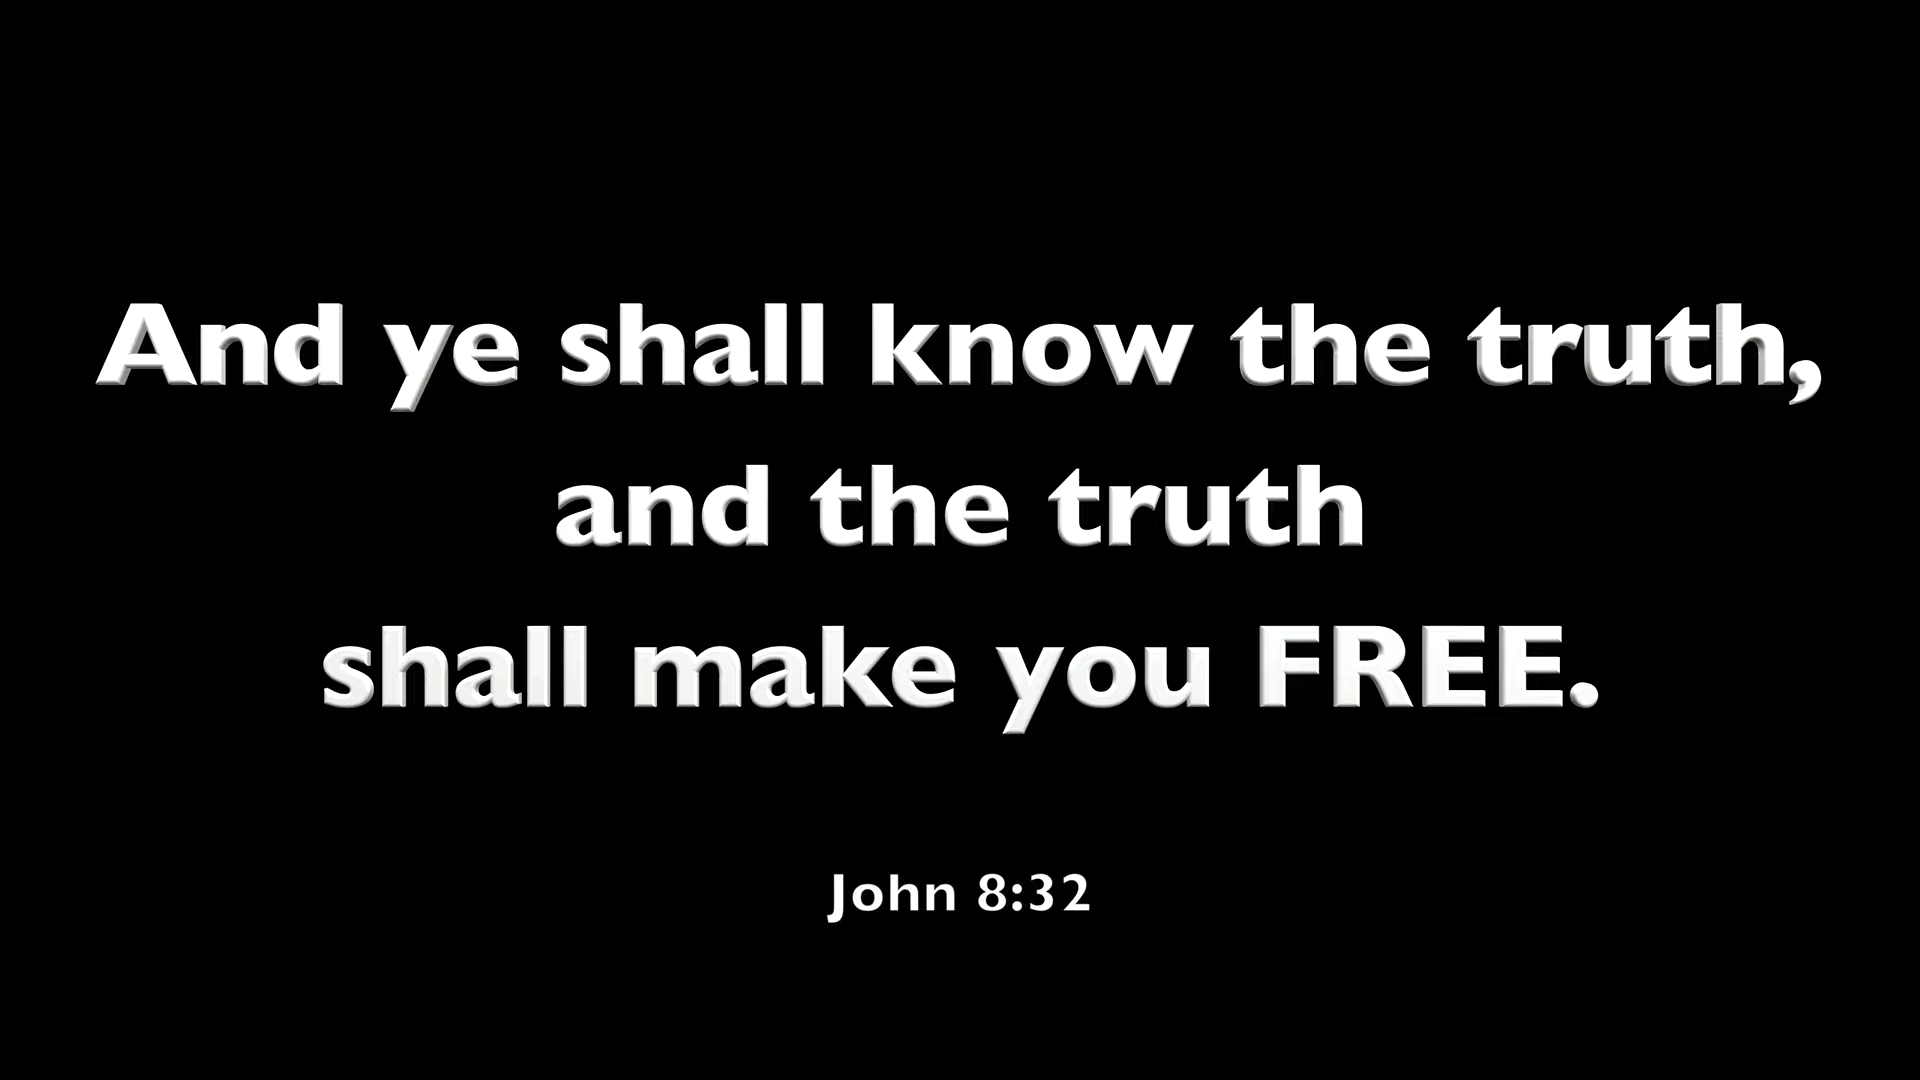 And ye shall know the truth,
and the truth
shall make you FREE.
John 8:32